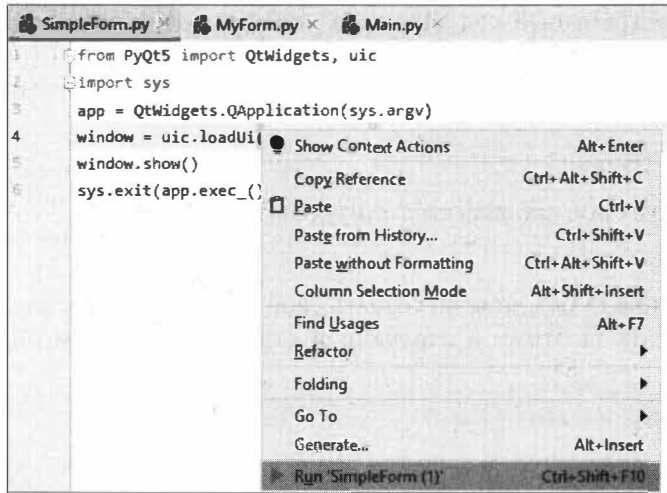 SimpleForm.py × MyForm.py × Main.py ×
1 from PyQt5 import QtWidgets, uic
2 import sys
3 app = QtWidgets.QApplication(sys.argv)
4 window = uic.loadUi(
5 window.show()
6 sys.exit(app.exec_()
Show Context Actions Alt+Enter
Copy Reference Ctrl+Alt+Shift+C
Paste Ctrl+V
Paste from History... Ctrl+Shift+V
Paste without Formatting Ctrl+Alt+Shift+V
Column Selection Mode Alt+Shift+Insert
Find Usages Alt+F7
Refactor
Folding
Go To
Generate... Alt+Insert
Run 'SimpleForm (1)' Ctrl+Shift+F10